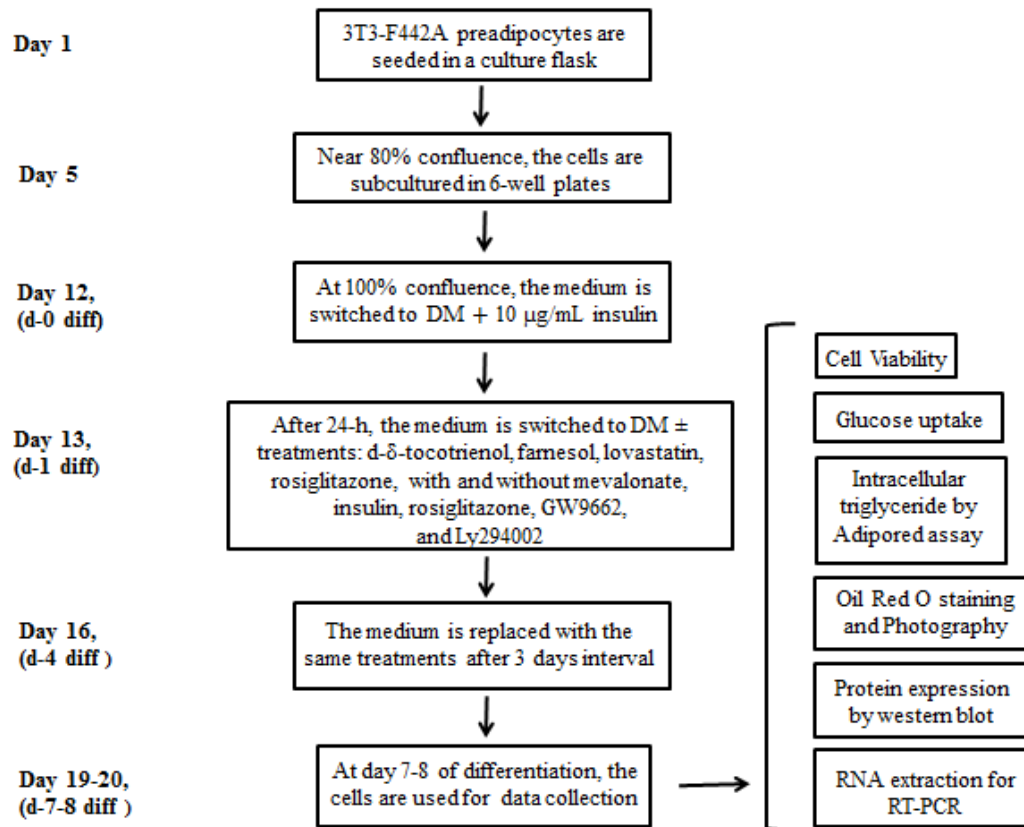 Day 1
3T3-F442A preadipocytes are
seeded in a culture flask
Day 5
Near 80% confluence, the cells are
subcultured in 6-well plates
Day 12,
(d-0 diff)
At 100% confluence, the medium is
switched to DM + 10 µg/mL insulin
Day 13,
(d-1 diff)
After 24-h, the medium is switched to DM ±
treatments: d-δ-tocotrienol, farnesol, lovastatin,
rosiglitazone, with and without mevalonate,
insulin, rosiglitazone, GW9662,
and Ly294002
Day 16,
(d-4 diff )
The medium is replaced with the
same treatments after 3 days interval
Day 19-20,
(d-7-8 diff )
At day 7-8 of differentiation, the
cells are used for data collection
Cell Viability
Glucose uptake
Intracellular
triglyceride by
Adipored assay
Oil Red O staining
and Photography
Protein expression
by western blot
RNA extraction for
RT-PCR